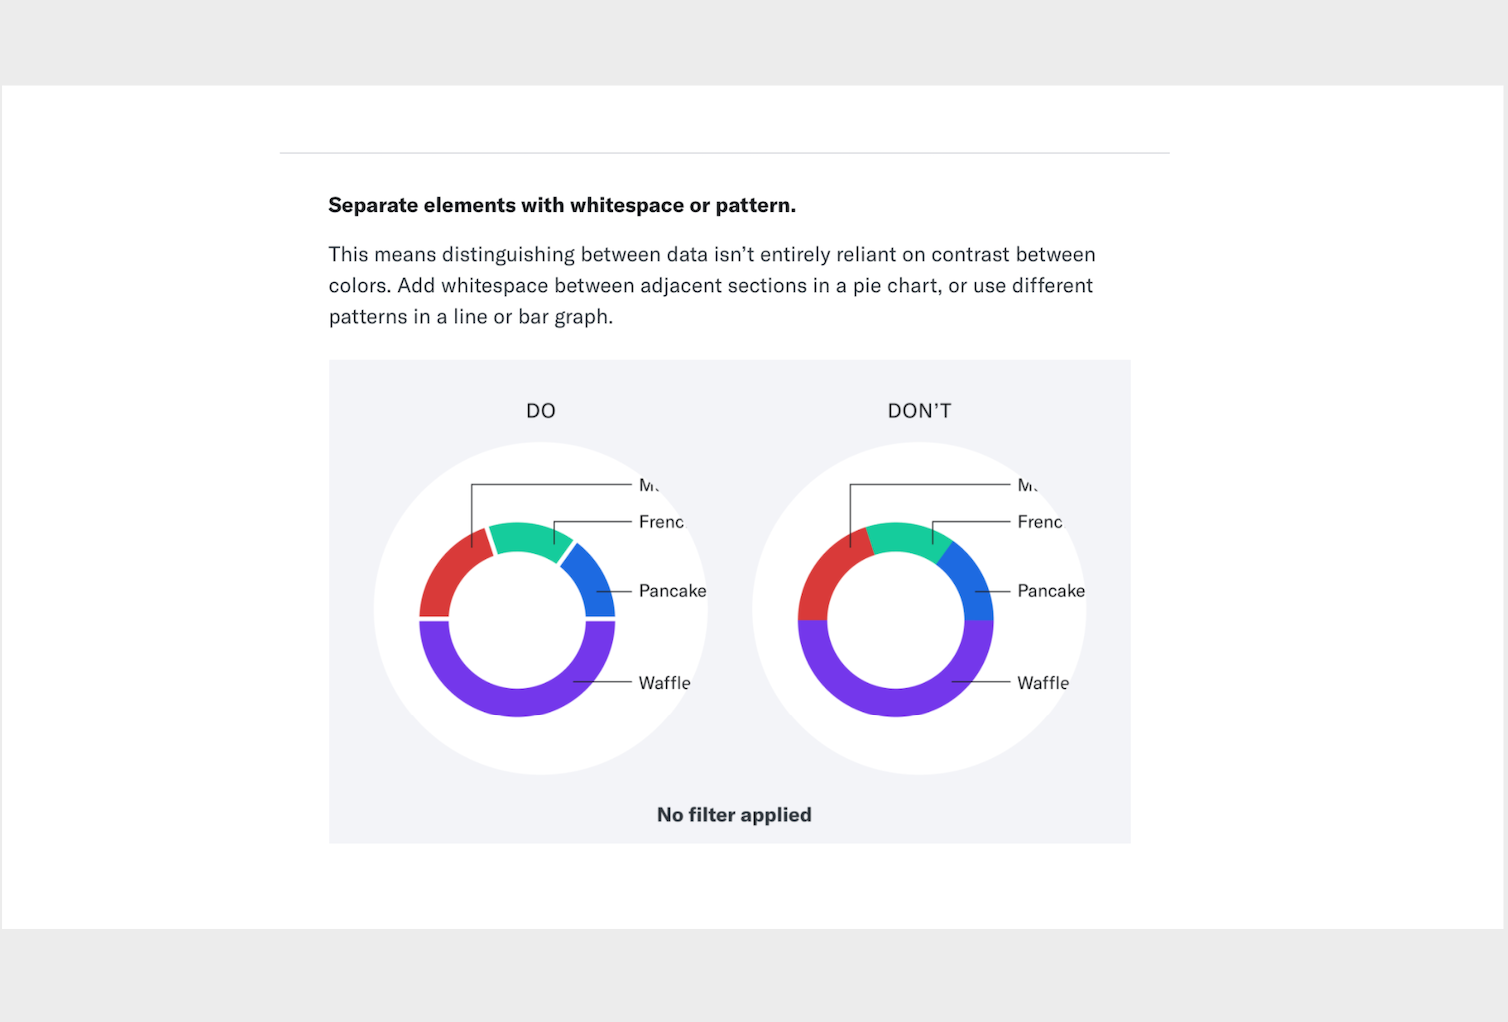 Separate elements with whitespace or pattern.
This means distinguishing between data isn’t entirely reliant on contrast between
colors. Add whitespace between adjacent sections in a pie chart, or use different
patterns in a line or bar graph.
DO
DON’T
Frenc
Pancake
Waffle
Frenc
Pancake
Waffle
No filter applied